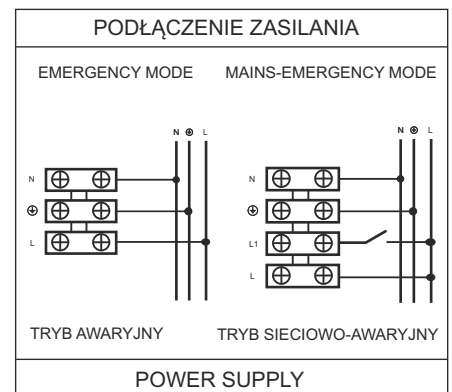 PODŁĄCZENIE ZASILANIA
EMERGENCY MODE
MAINS-EMERGENCY MODE
N L
N
L
N L
N
L1
L
TRYB AWARYJNY
TRYB SIECIOWO-AWARYJNY
POWER SUPPLY